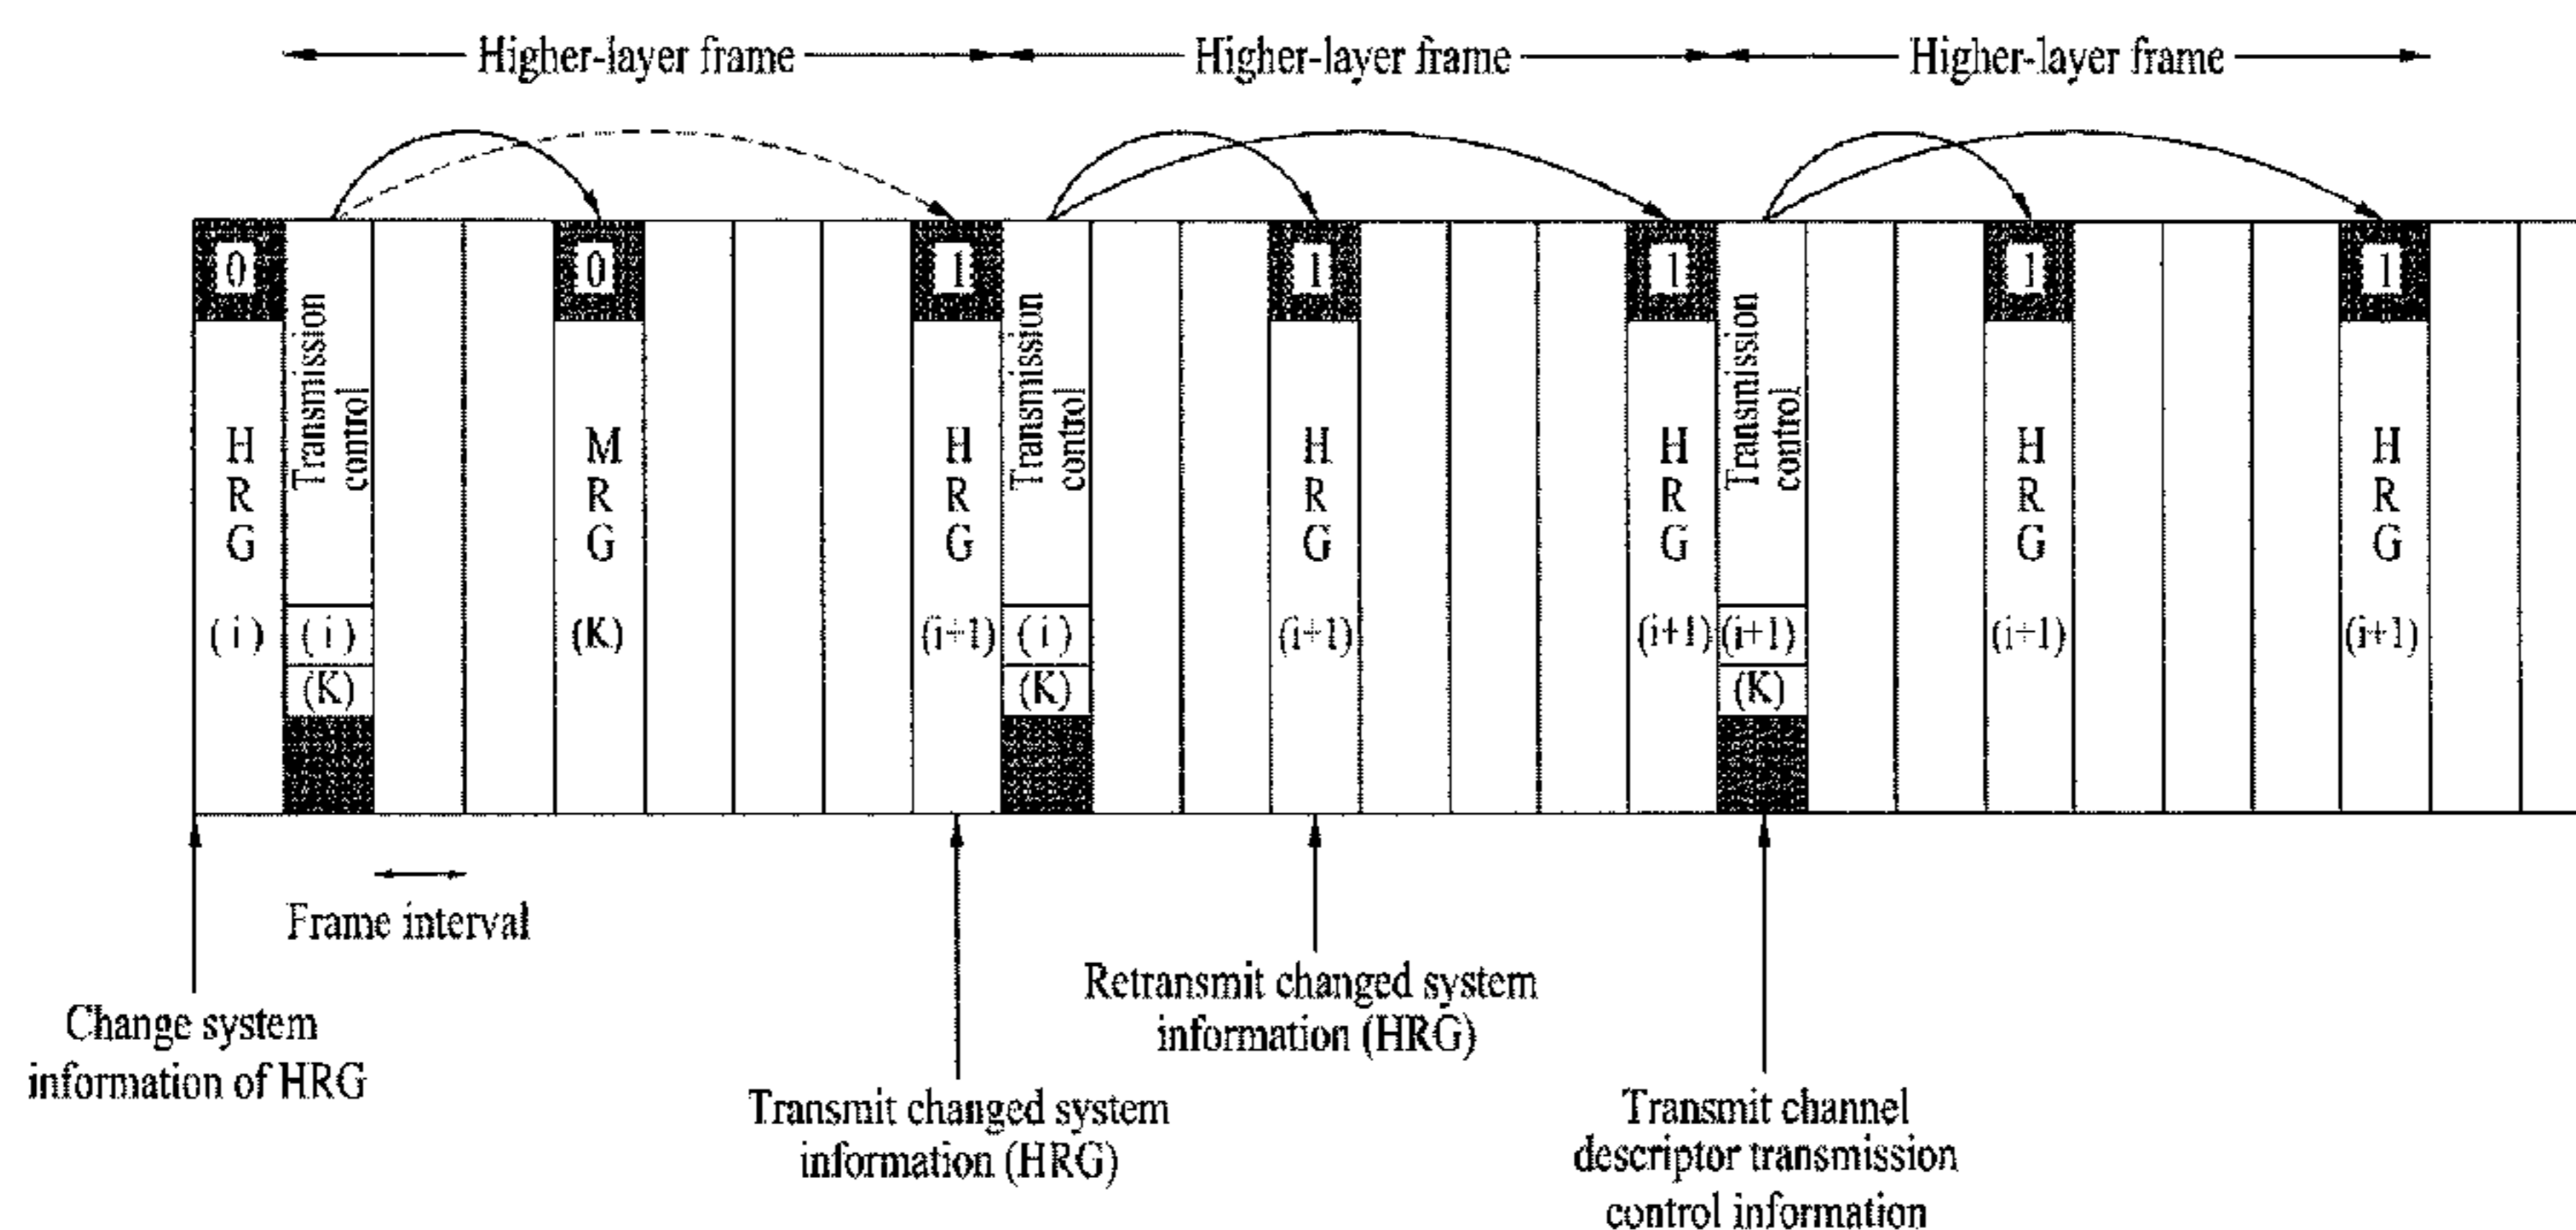 Higher-layer frame
Higher-layer frame
Higher-layer frame
0
0
1
1
1
1
1
Transmission
control
Transmission
control
Transmission
control
H
R
G
M
R
G
H
R
G
H
R
G
H
R
G
H
R
G
H
R
G
(i)
(i)
(K)
(i+1)
(i)
(i+1)
(i+1)
(i+1)
(i+1)
(i+1)
(K)
(K)
(K)
Frame interval
Change system
information of HRG
Retransmit changed system
information (HRG)
Transmit changed system
information (HRG)
Transmit channel
descriptor transmission
control information